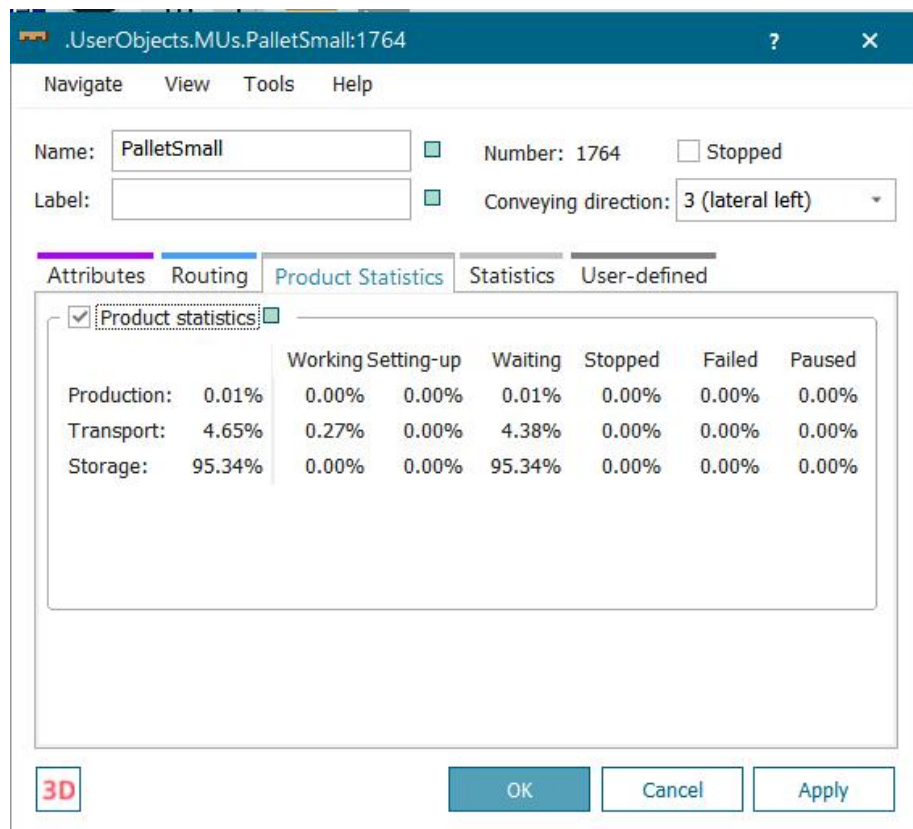 .UserObjects.MUs.PalletSmall:1764 ? ×
Navigate View Tools Help
Name: PalletSmall Number: 1764 Stopped
Label: Conveying direction: 3 (lateral left)
Attributes Routing Product Statistics Statistics User-defined
Product statistics
Working Setting-up Waiting Stopped Failed Paused
Production: 0.01% 0.00% 0.00% 0.01% 0.00% 0.00% 0.00%
Transport: 4.65% 0.27% 0.00% 4.38% 0.00% 0.00% 0.00%
Storage: 95.34% 0.00% 0.00% 95.34% 0.00% 0.00% 0.00%
3D OK Cancel Apply